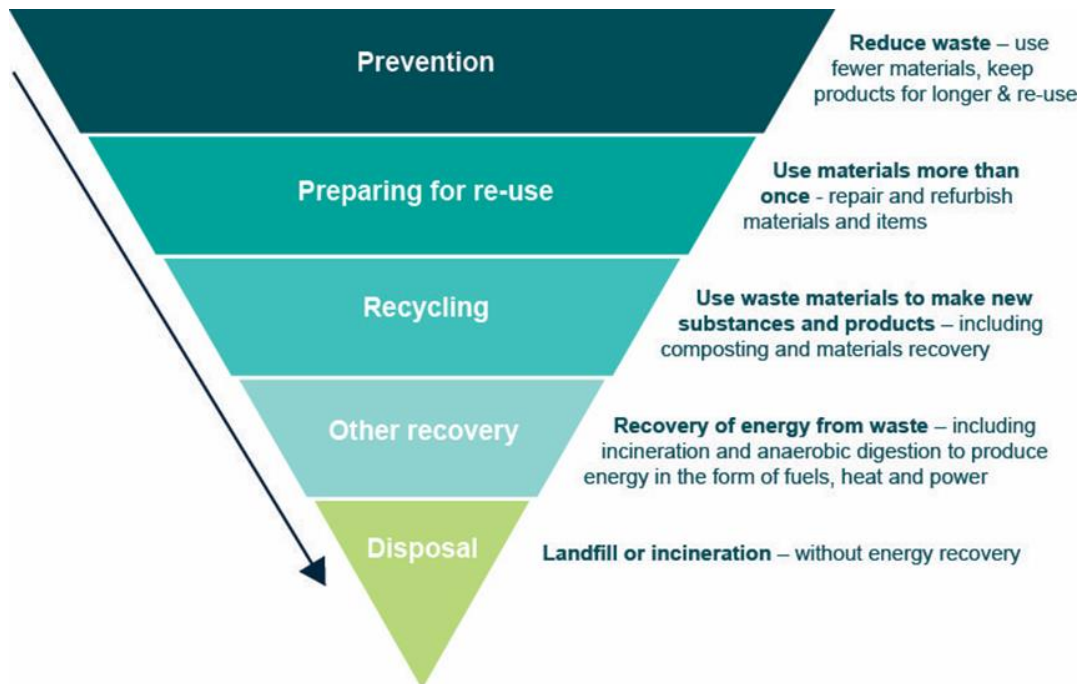 Prevention
Reduce waste – use
fewer materials, keep
products for longer & re-use
Preparing for re-use
Use materials more than
once - repair and refurbish
materials and items
Recycling
Use waste materials to make new
substances and products – including
composting and materials recovery
Other recovery
Recovery of energy from waste – including
incineration and anaerobic digestion to produce
energy in the form of fuels, heat and power
Disposal
Landfill or incineration – without energy recovery